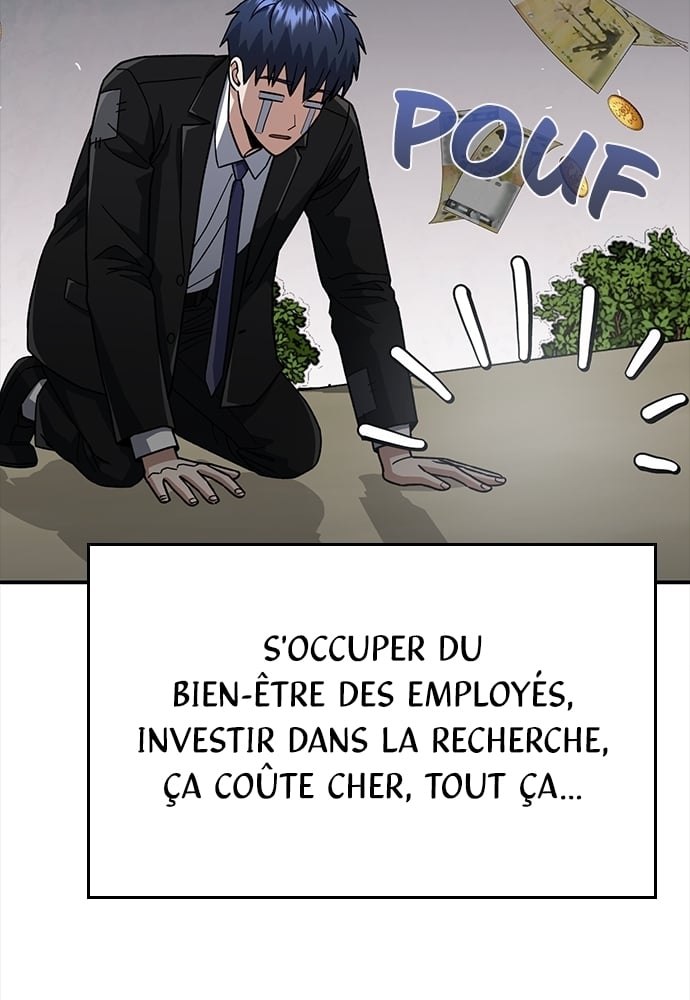 POUF
S'OCCUPER DU
BIEN-ÊTRE DES EMPLOYÉS,
INVESTIR DANS LA RECHERCHE,
ÇA COÛTE CHER, TOUT ÇA...